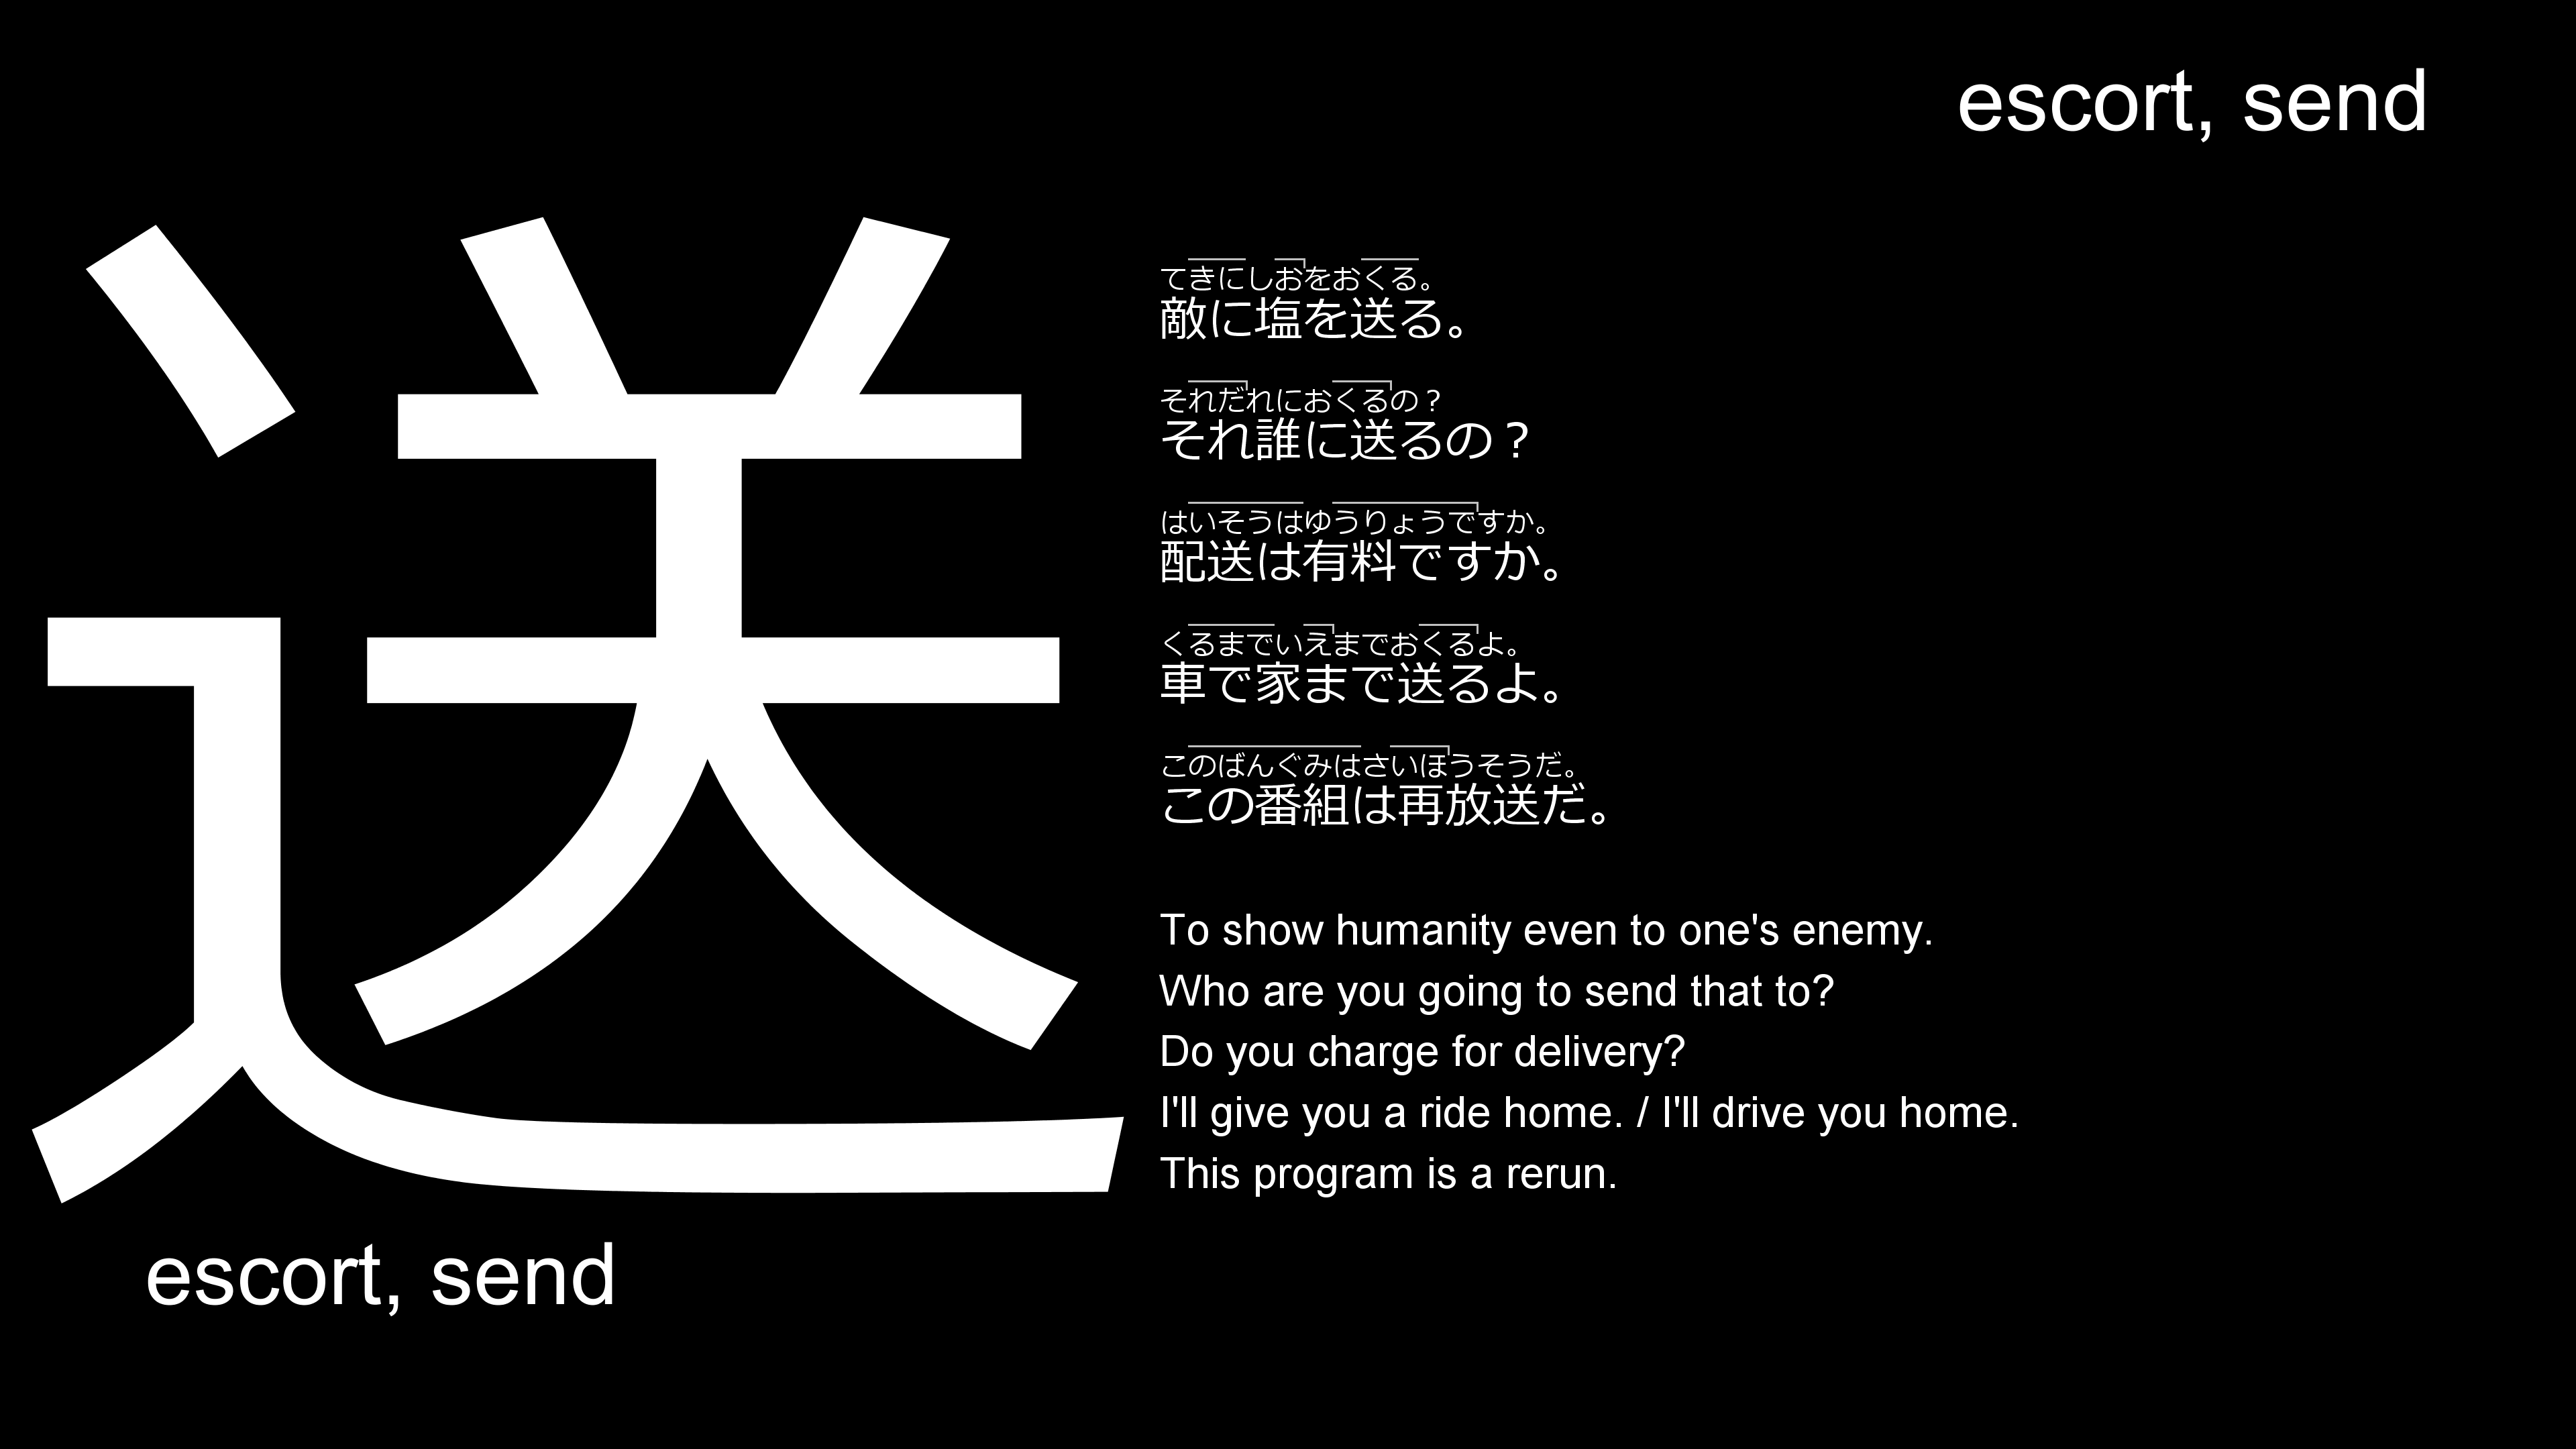 escort, send
送
てきにしおをおくる。
敵に塩を送る。
それだれにおくるの？
それ誰に送るの？
はいそうはゆうりょうですか。
配送は有料ですか。
くるまでいえまでおくるよ。
車で家まで送るよ。
このばんぐみはさいほうそうだ。
この番組は再放送だ。
To show humanity even to one's enemy.
Who are you going to send that to?
Do you charge for delivery?
I'll give you a ride home. / I'll drive you home.
This program is a rerun.
escort, send